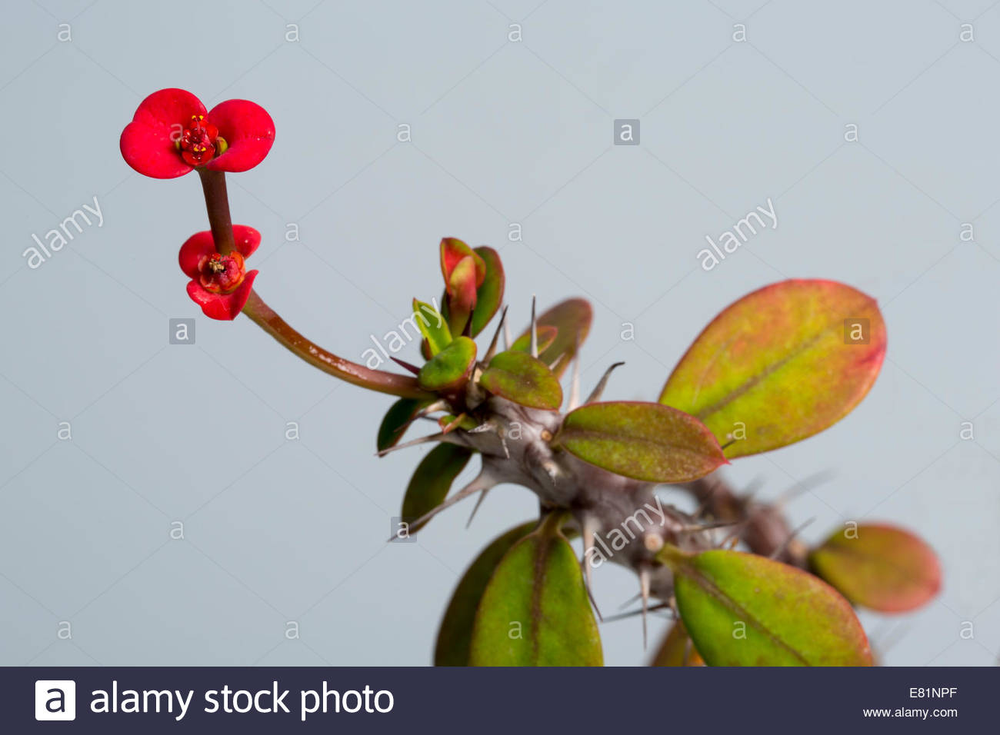 a a a a a
a a a
alamy alamy
a a a
a alamy a a
a a a a
a a a
alamy
a a a a a
a alamy stock photo
E81NPF
www.alamy.com